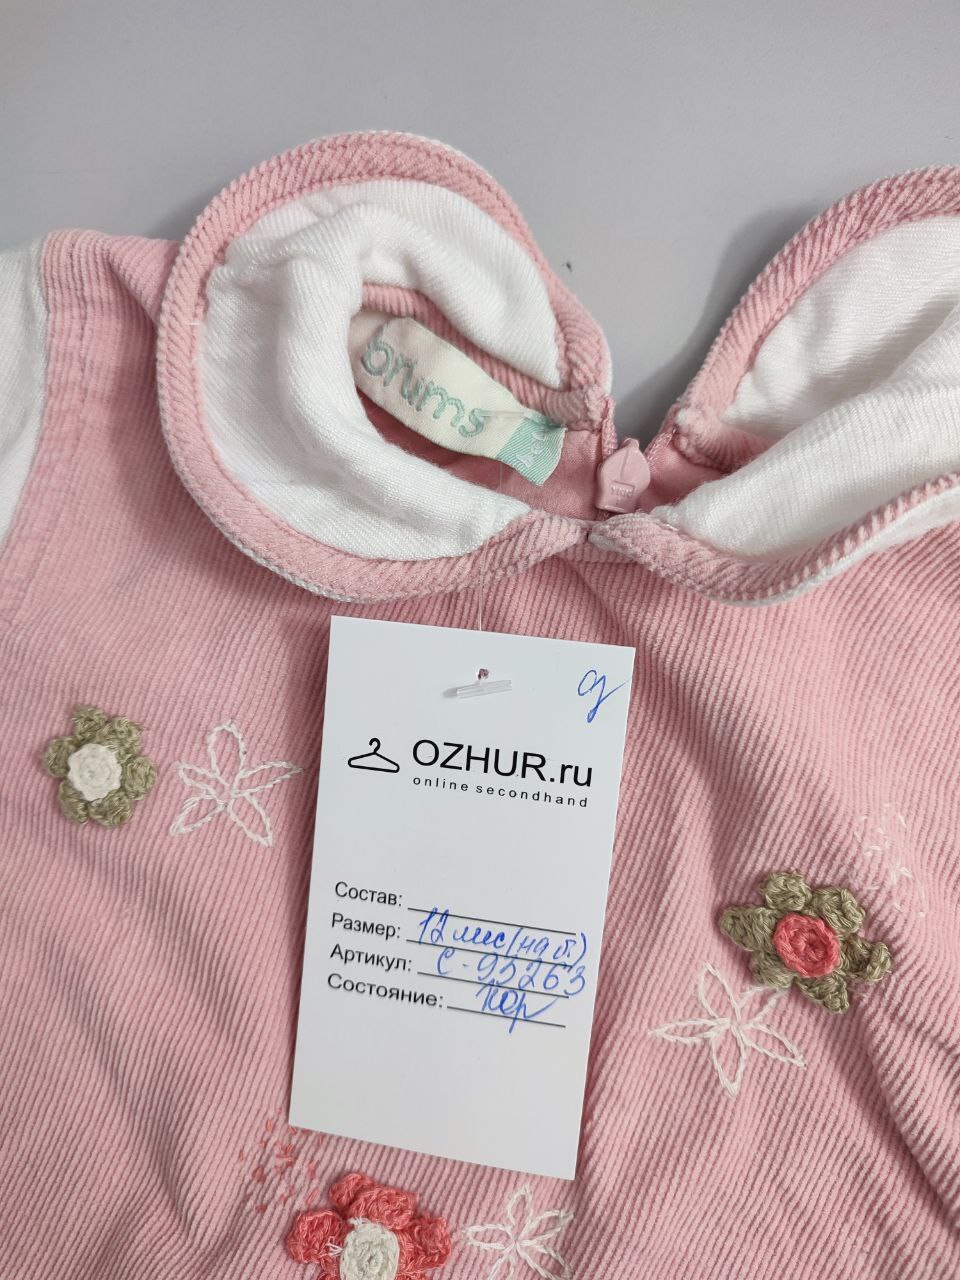 brums
g
OZHUR.ru
online secondhand
Состав:
Размер: 12 мес (на б.)
Артикул: С-95263
Состояние: Хор